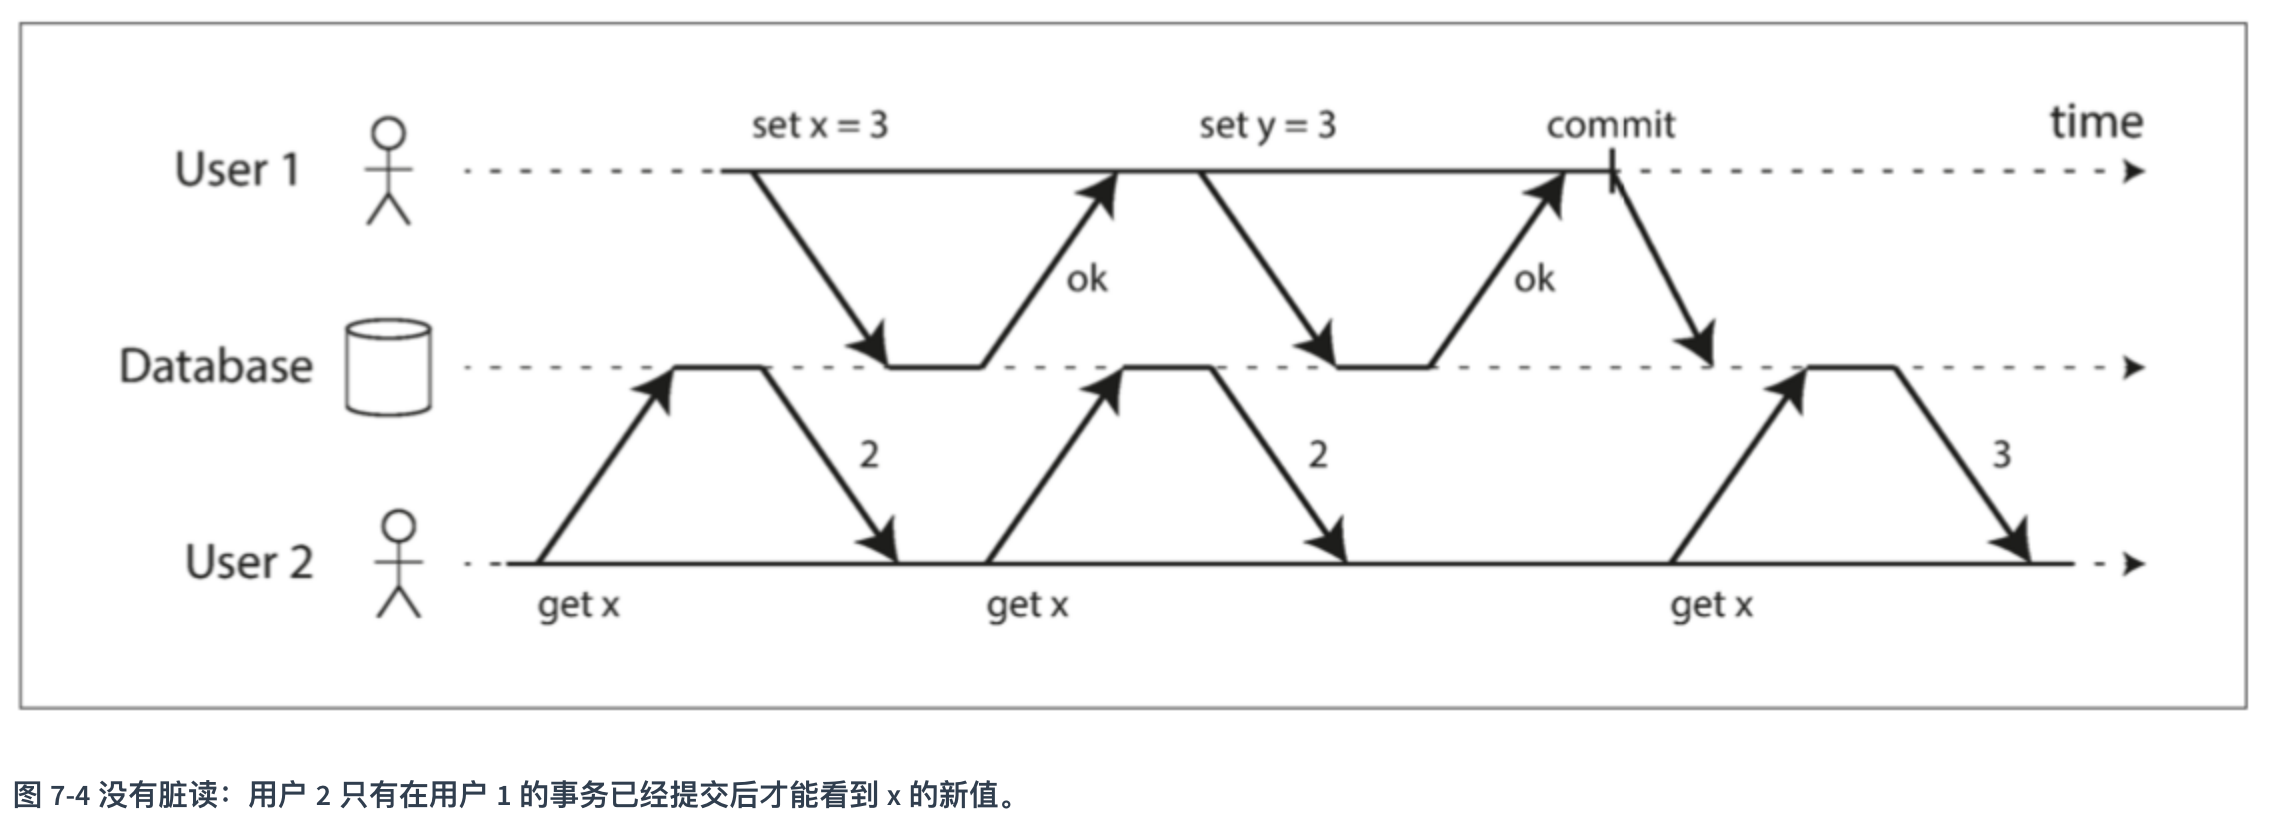 set x = 3
set y = 3
commit
time
User 1
ok
ok
Database
2
2
3
User 2
get x
get x
get x
图 7-4 没有脏读：用户 2 只有在用户 1 的事务已经提交后才能看到 x 的新值。